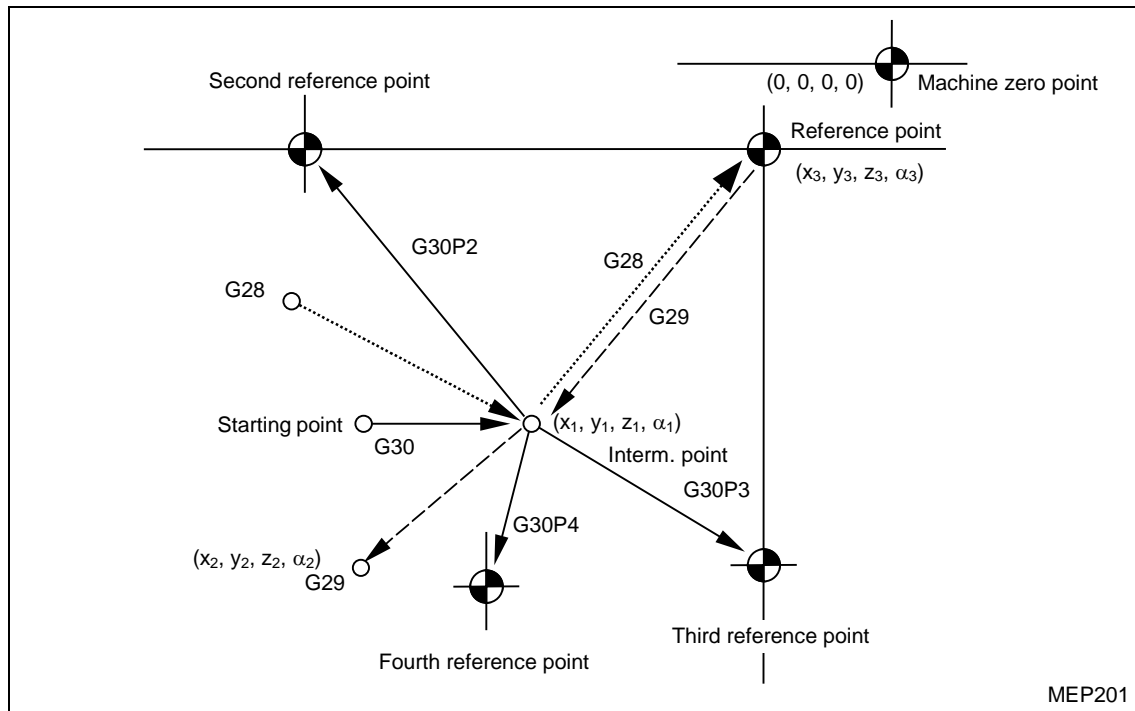 Second reference point
(0, 0, 0, 0)
Machine zero point
Reference point
(x₃, y₃, z₃, α₃)
G30P2
G28
G28
G29
Starting point
G30
(x₁, y₁, z₁, α₁)
Interm. point
G30P3
G30P4
(x₂, y₂, z₂, α₂)
G29
Third reference point
Fourth reference point
MEP201